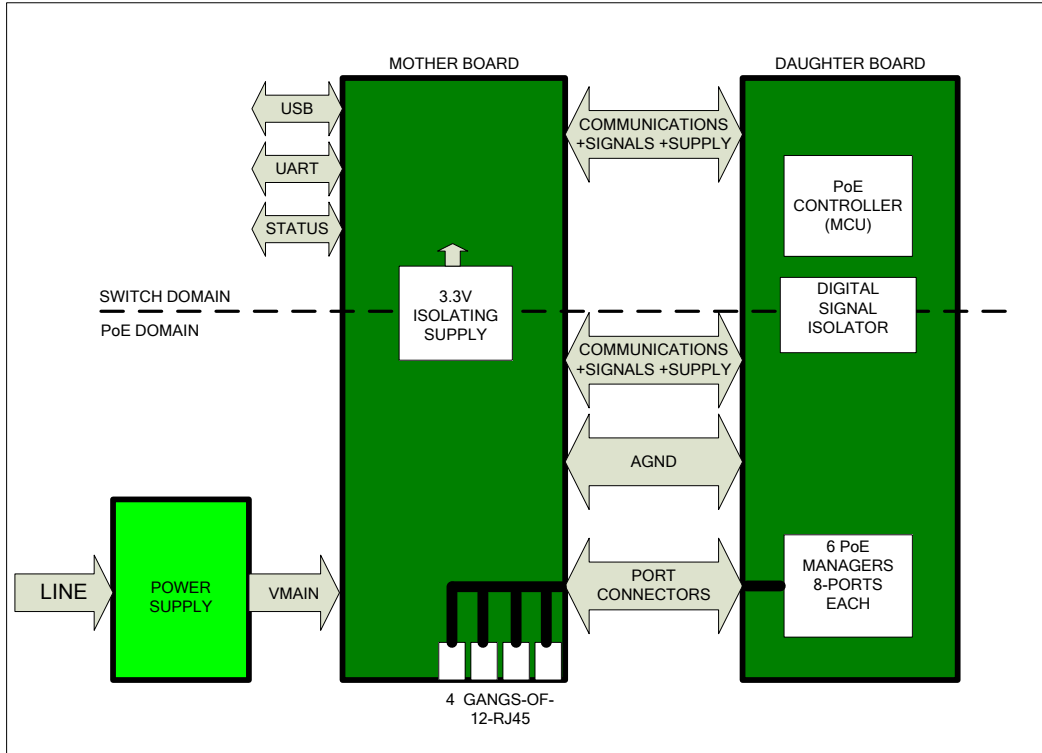 MOTHER BOARD
DAUGHTER BOARD
USB
UART
STATUS
COMMUNICATIONS
+SIGNALS +SUPPLY
PoE
CONTROLLER
(MCU)
SWITCH DOMAIN
PoE DOMAIN
3.3V
ISOLATING
SUPPLY
DIGITAL
SIGNAL
ISOLATOR
COMMUNICATIONS
+SIGNALS +SUPPLY
AGND
LINE
POWER
SUPPLY
VMAIN
PORT
CONNECTORS
6 PoE
MANAGERS
8-PORTS
EACH
4 GANGS-OF-
12-RJ45